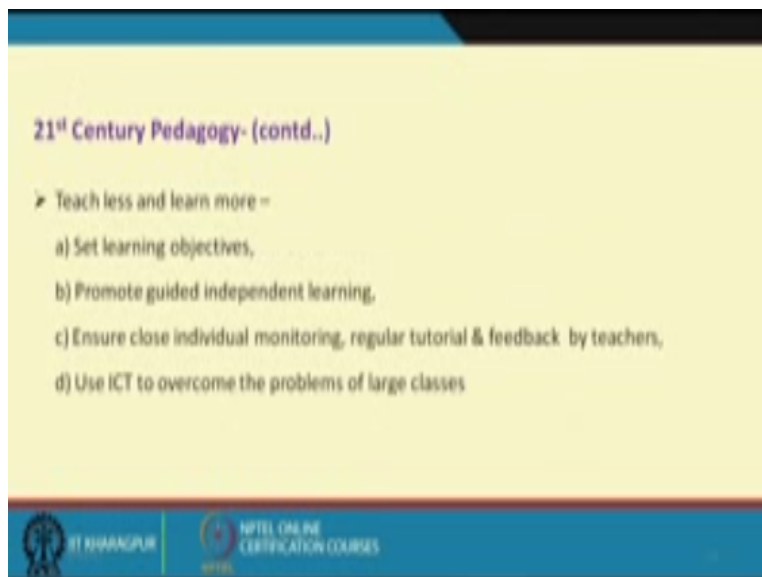 21st Century Pedagogy- (contd..)
➢ Teach less and learn more –
a) Set learning objectives,
b) Promote guided independent learning,
c) Ensure close individual monitoring, regular tutorial & feedback by teachers,
d) Use ICT to overcome the problems of large classes
IIT KHARAGPUR
NPTEL ONLINE
CERTIFICATION COURSES
NPTEL